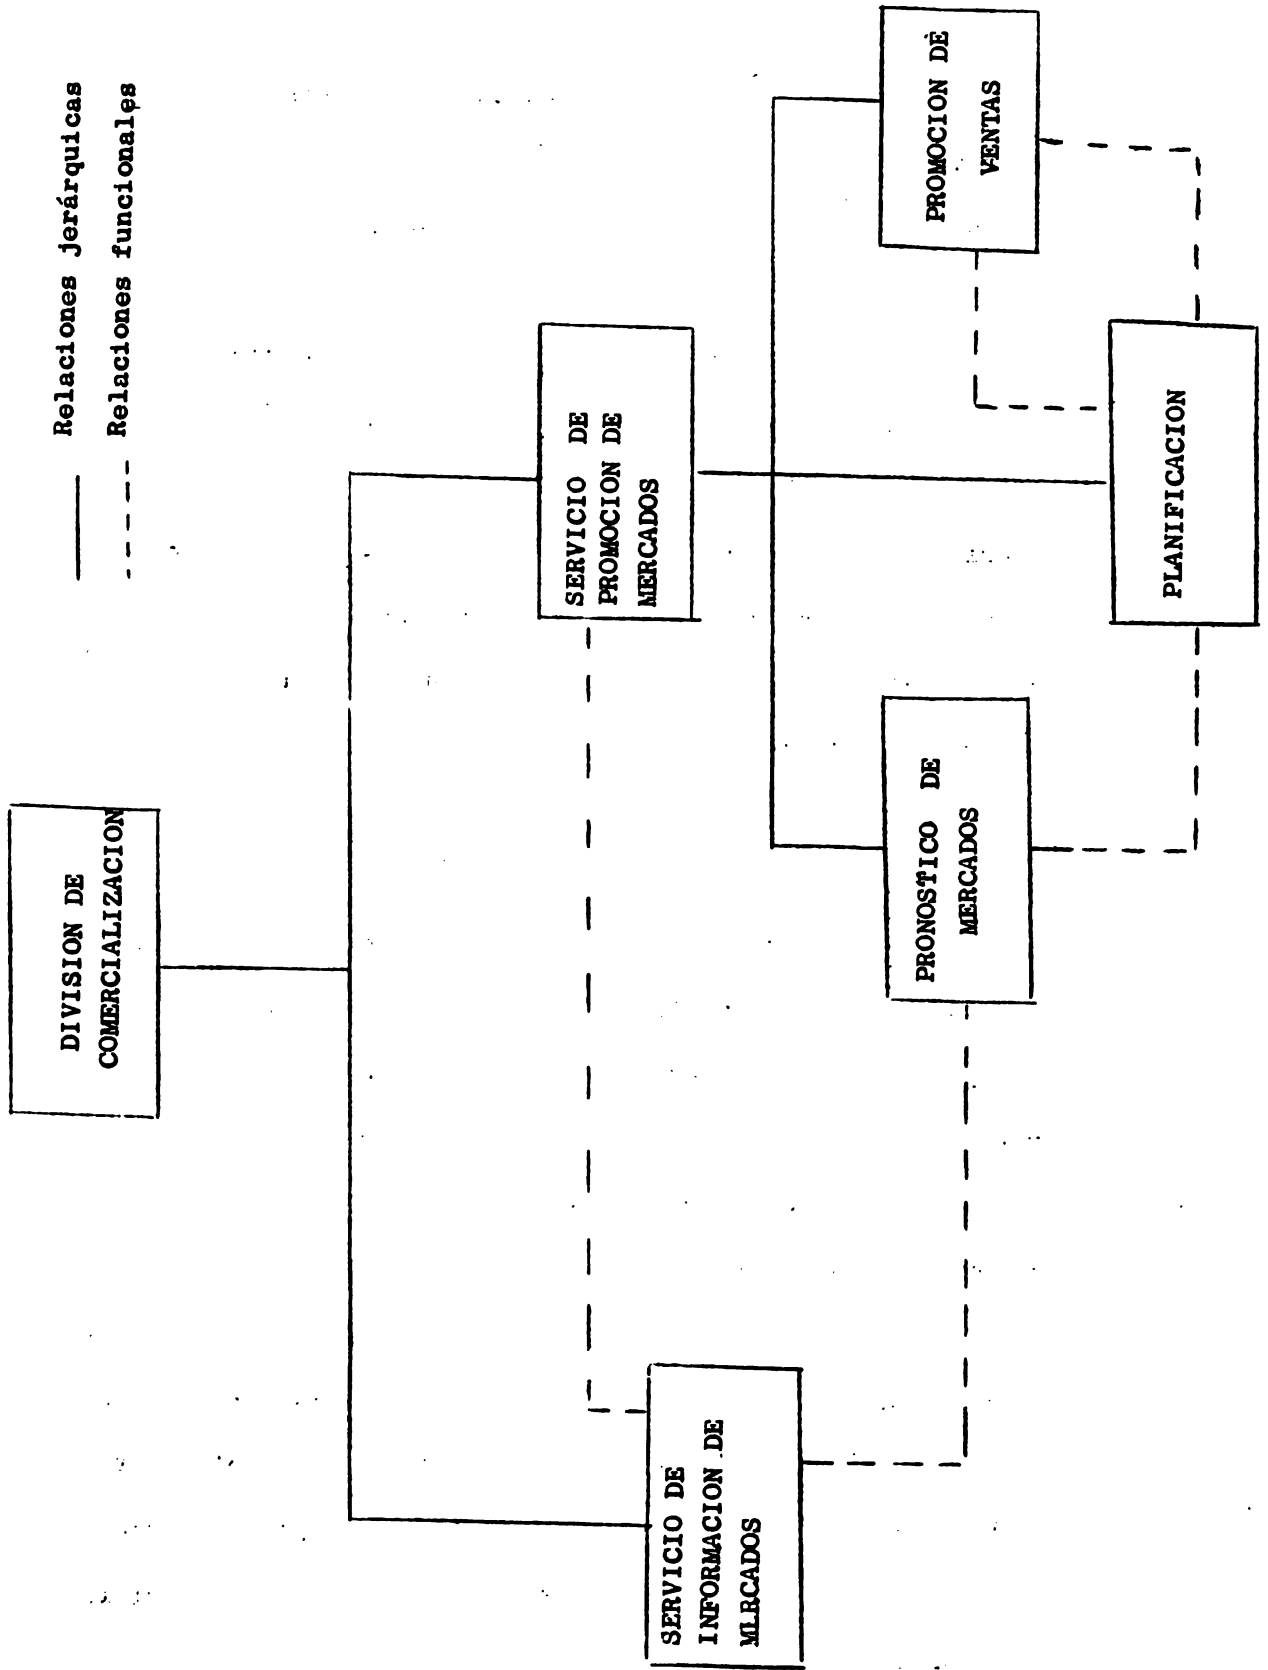 Relaciones jerárquicas
Relaciones funcionales
DIVISION DE
COMERCIALIZACION
SERVICIO DE
INFORMACION DE
MLRCADOS
SERVICIO DE
PROMOCION DE
MERCADOS
PRONOSTICO DE
MERCADOS
PROMOCION DE
VENTAS
PLANIFICACION